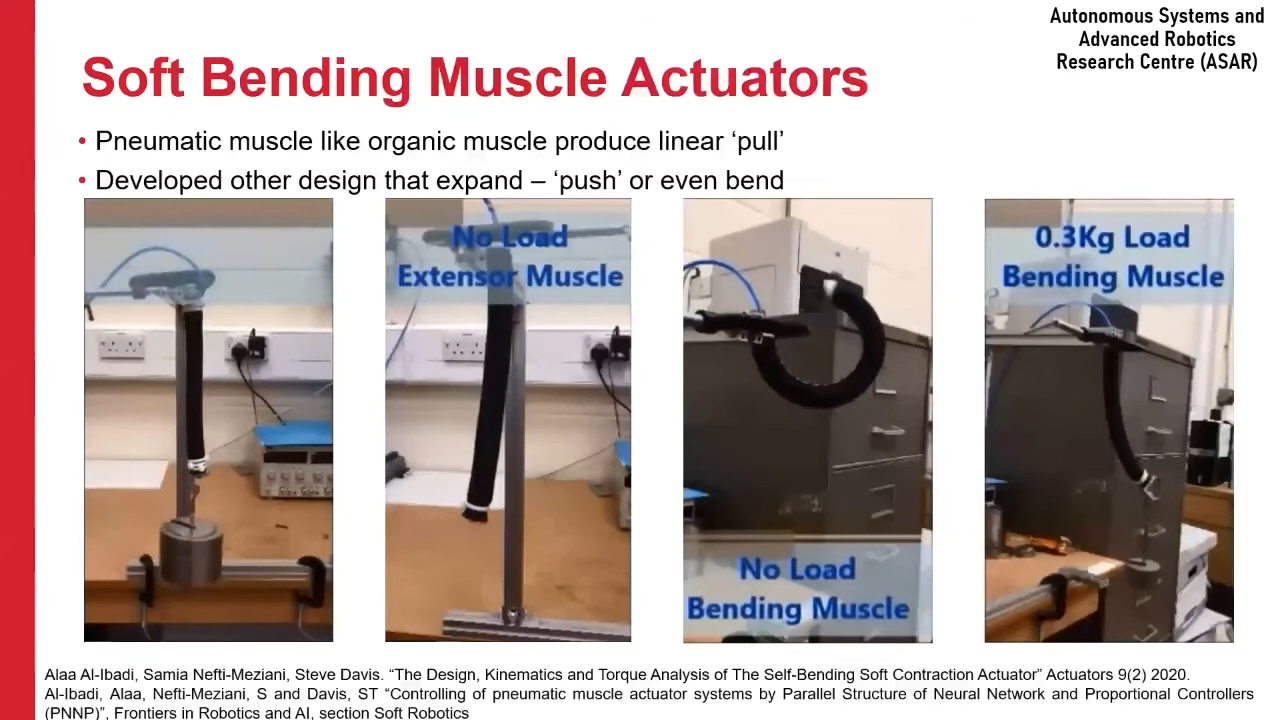 Autonomous Systems and
Advanced Robotics
Research Centre (ASAR)
Soft Bending Muscle Actuators
• Pneumatic muscle like organic muscle produce linear ‘pull’
• Developed other design that expand – ‘push’ or even bend
No Load
Extensor Muscle
No Load
Bending Muscle
0.3Kg Load
Bending Muscle
Alaa Al-Ibadi, Samia Nefti-Meziani, Steve Davis. “The Design, Kinematics and Torque Analysis of The Self-Bending Soft Contraction Actuator” Actuators 9(2) 2020.
Al-Ibadi, Alaa, Nefti-Meziani, S and Davis, ST “Controlling of pneumatic muscle actuator systems by Parallel Structure of Neural Network and Proportional Controllers
(PNNP)”, Frontiers in Robotics and AI, section Soft Robotics